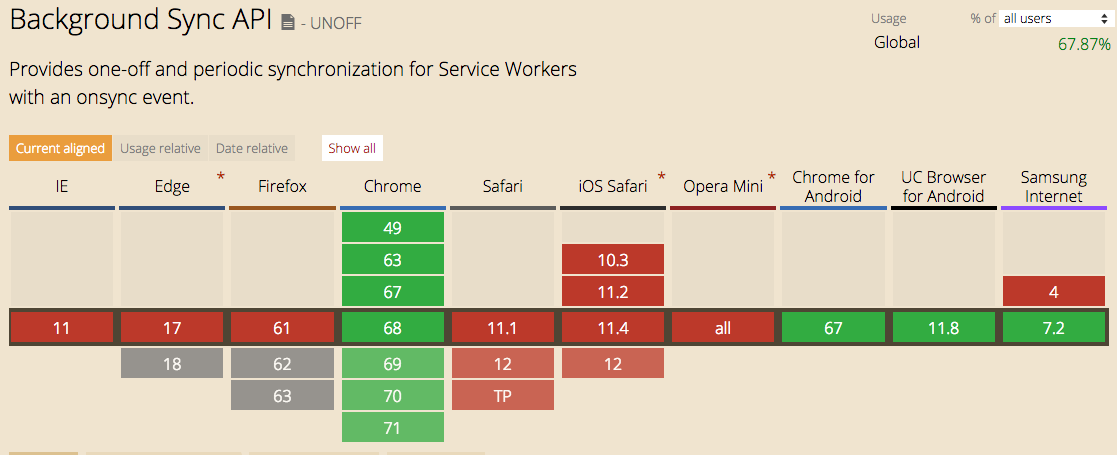 Background Sync API - UNOFF
Usage % of all users
Global 67.87%
Provides one-off and periodic synchronization for Service Workers
with an onsync event.
Current aligned Usage relative Date relative Show all
IE Edge * Firefox Chrome Safari iOS Safari * Opera Mini * Chrome for Android UC Browser for Android Samsung Internet
49
63 10.3
67 11.2 4
11 17 61 68 11.1 11.4 all 67 11.8 7.2
18 62 69 12 12
63 70 TP
71